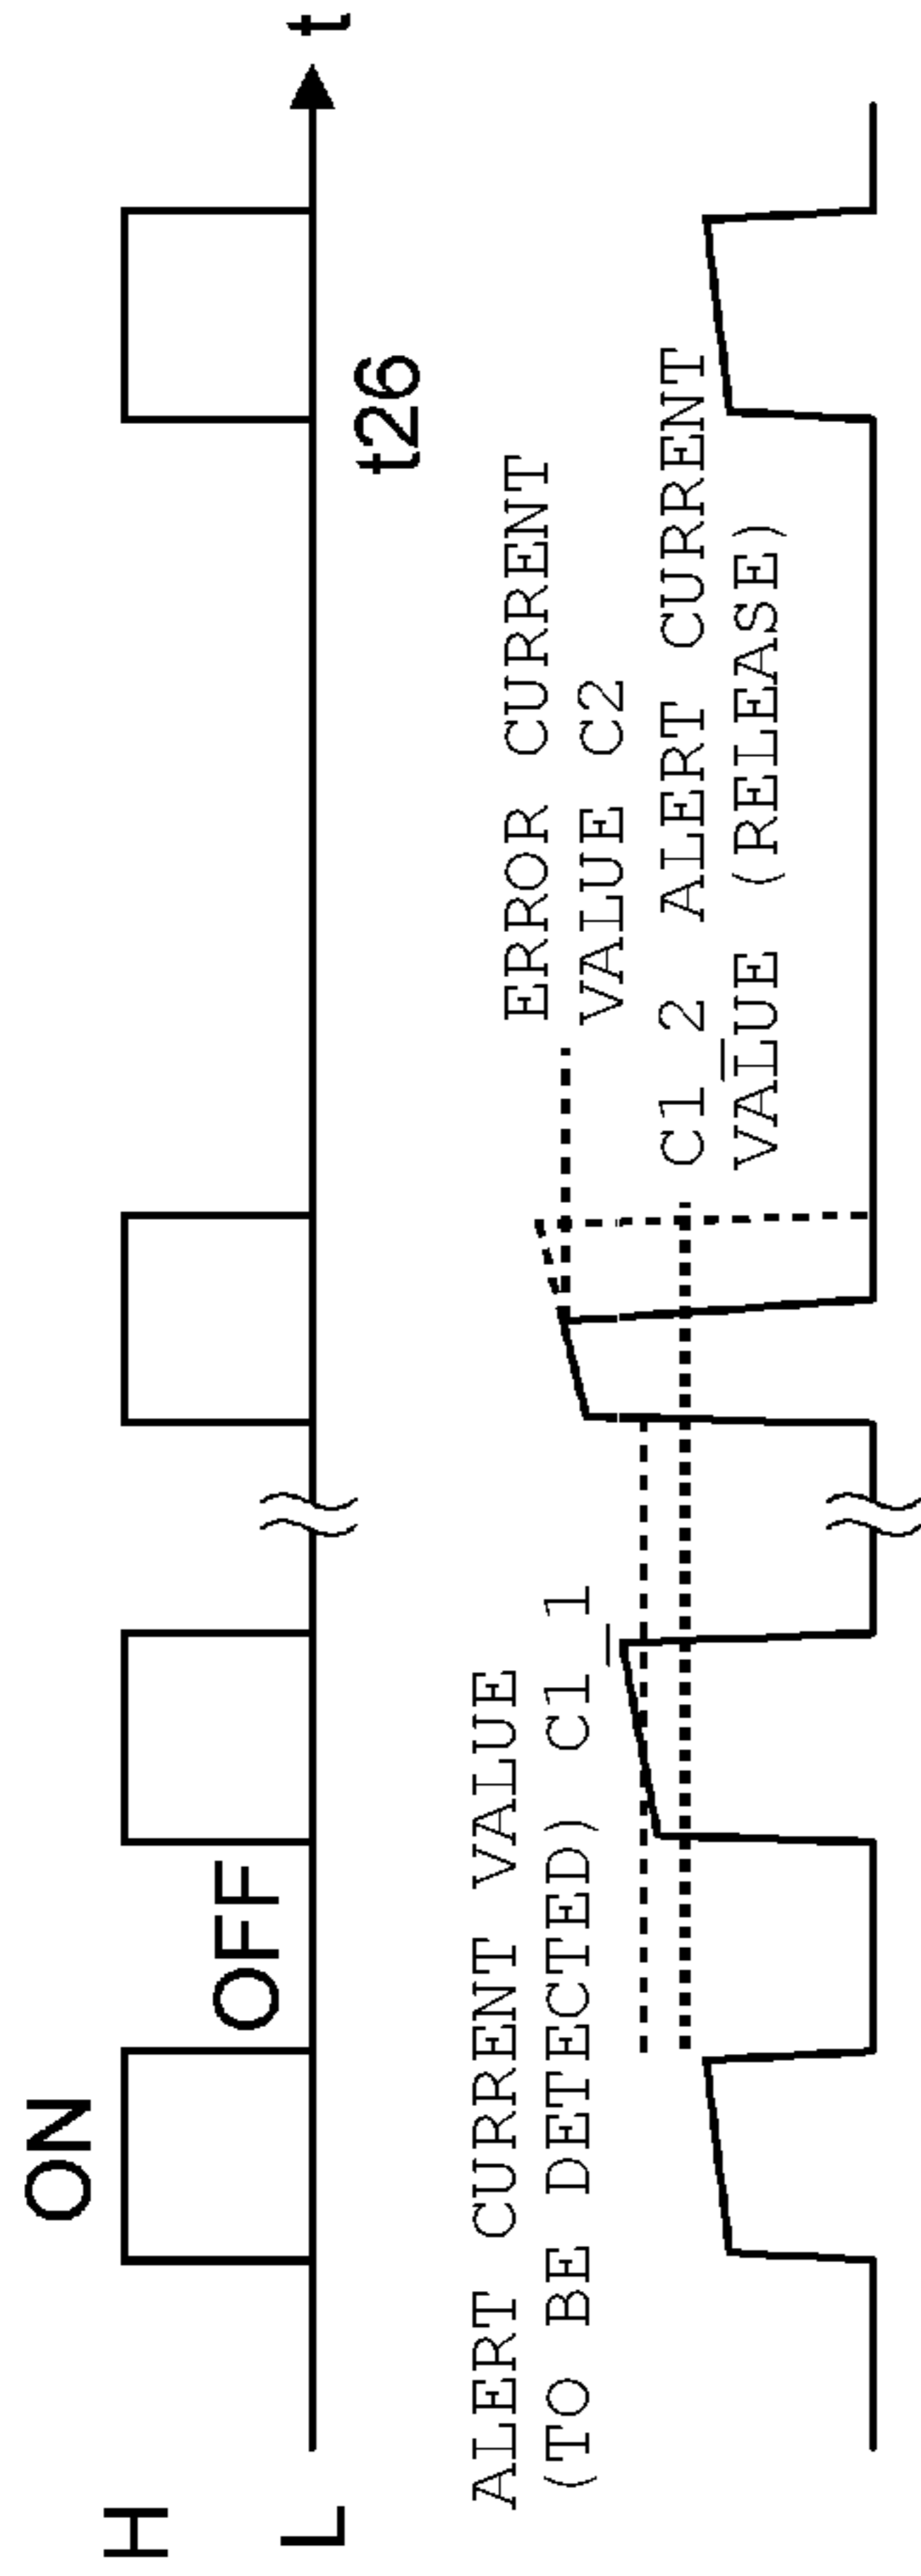 H
ON
L
OFF
t26
t
ALERT CURRENT VALUE
(TO BE DETECTED) C1_1
ERROR CURRENT
VALUE C2
C1_2 ALERT CURRENT
VALUE (RELEASE)